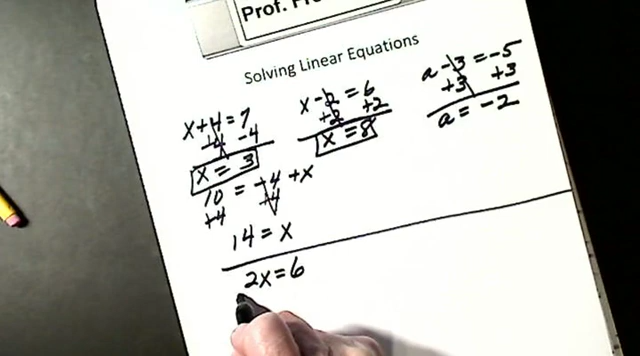 Prof.
Solving Linear Equations
x + 4 = 7
-4 -4
x = 3
x - 2 = 6
+2 +2
x = 8
a - 3 = -5
+3 +3
a = -2
10 = -4 + x
+4 +4
14 = x
2x = 6